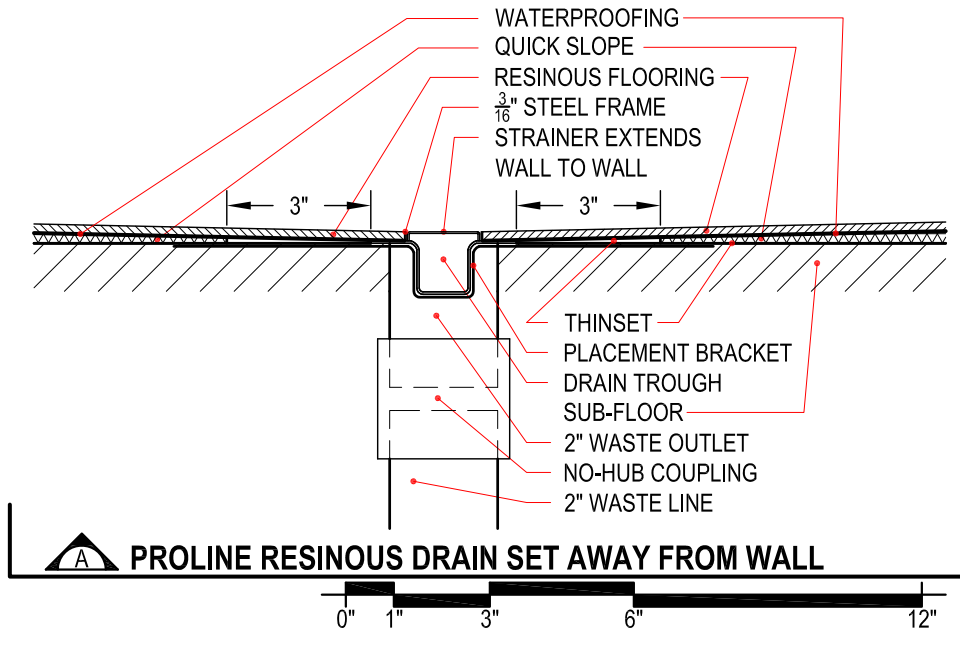 WATERPROOFING
QUICK SLOPE
RESINOUS FLOORING
3/16" STEEL FRAME
STRAINER EXTENDS
WALL TO WALL
3" 3"
THINSET
PLACEMENT BRACKET
DRAIN TROUGH
SUB-FLOOR
2" WASTE OUTLET
NO-HUB COUPLING
2" WASTE LINE
A PROLINE RESINOUS DRAIN SET AWAY FROM WALL
0" 1" 3" 6" 12"